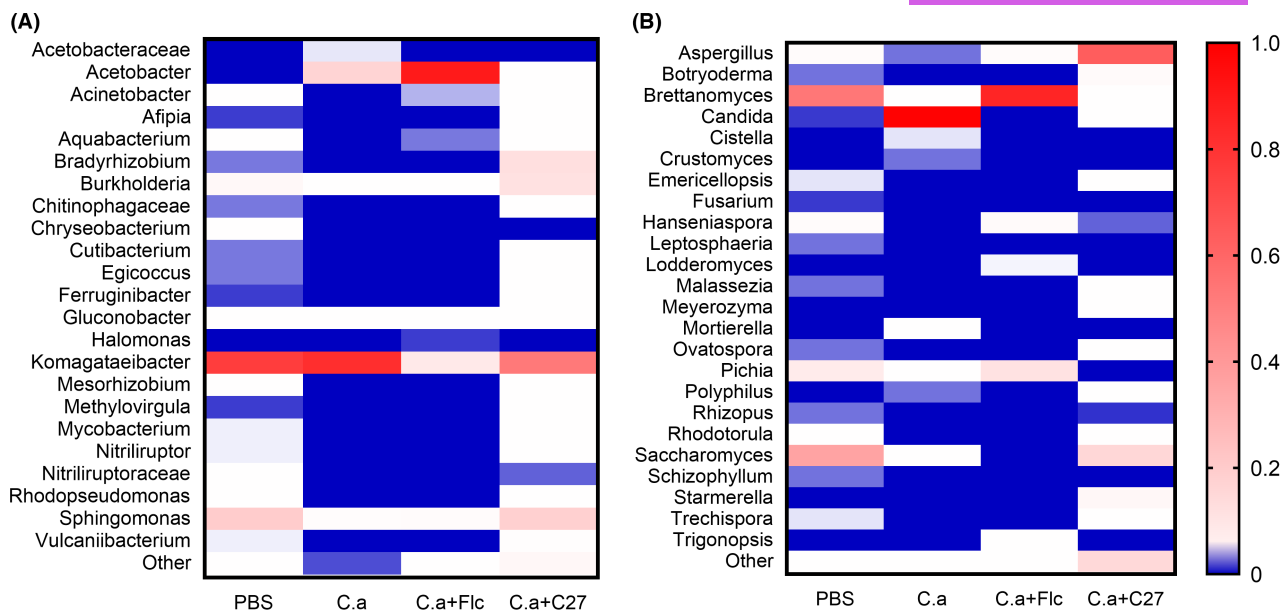 (A)
Acetobacteraceae
Acetobacter
Acinetobacter
Afipia
Aquabacterium
Bradyrhizobium
Burkholderia
Chitinophagaceae
Chryseobacterium
Cutibacterium
Egicoccus
Ferruginibacter
Gluconobacter
Halomonas
Komagataeibacter
Mesorhizobium
Methylovirgula
Mycobacterium
Nitriliruptor
Nitriliruptoraceae
Rhodopseudomonas
Sphingomonas
Vulcaniibacterium
Other
PBS C.a C.a+Flc C.a+C27
(B)
Aspergillus
Botryoderma
Brettanomyces
Candida
Cistella
Crustomyces
Emericellopsis
Fusarium
Hanseniaspora
Leptosphaeria
Lodderomyces
Malassezia
Meyerozyma
Mortierella
Ovatospora
Pichia
Polyphilus
Rhizopus
Rhodotorula
Saccharomyces
Schizophyllum
Starmerella
Trechispora
Trigonopsis
Other
PBS C.a C.a+Flc C.a+C27
1.0
0.8
0.6
0.4
0.2
0